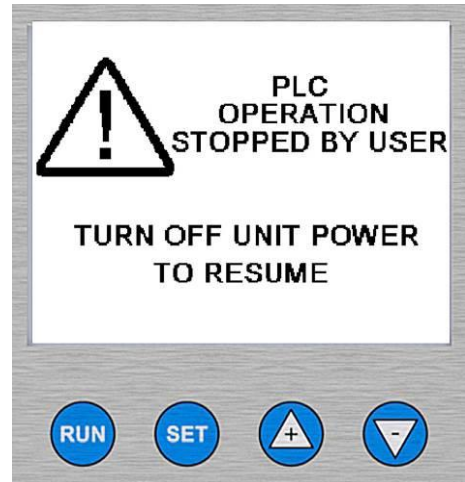 !
PLC
OPERATION
STOPPED BY USER
TURN OFF UNIT POWER
TO RESUME
RUN
SET
+
-